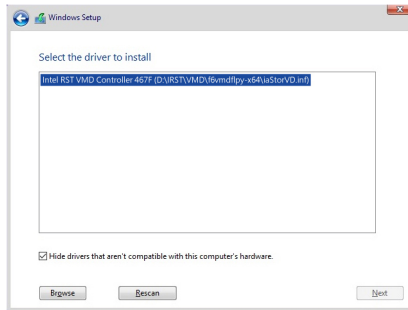 Windows Setup
Select the driver to install
Intel RST VMD Controller 467F (D:\IRST\VMD\f6vmdflpy-x64\iaStorVD.inf)
Hide drivers that aren't compatible with this computer's hardware.
Browse Rescan Next